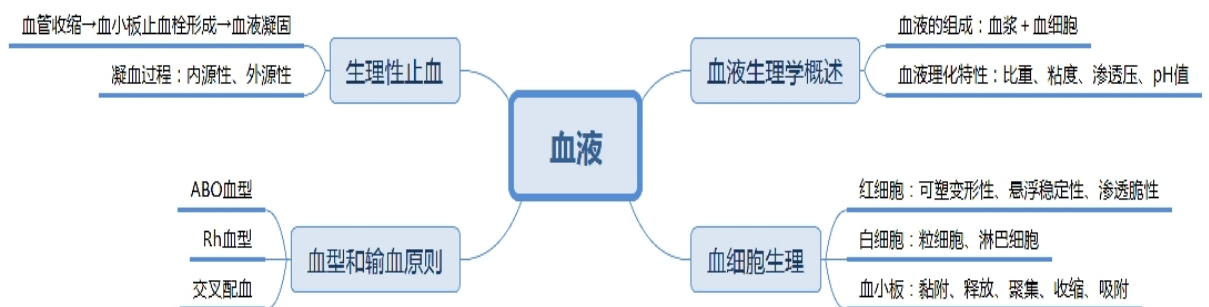 血液
血液生理学概述
血液的组成：血浆＋血细胞
血液理化特性：比重、粘度、渗透压、pH值
血细胞生理
红细胞：可塑变形性、悬浮稳定性、渗透脆性
白细胞：粒细胞、淋巴细胞
血小板：黏附、释放、聚集、收缩、吸附
生理性止血
血管收缩→血小板止血栓形成→血液凝固
凝血过程：内源性、外源性
血型和输血原则
ABO血型
Rh血型
交叉配血